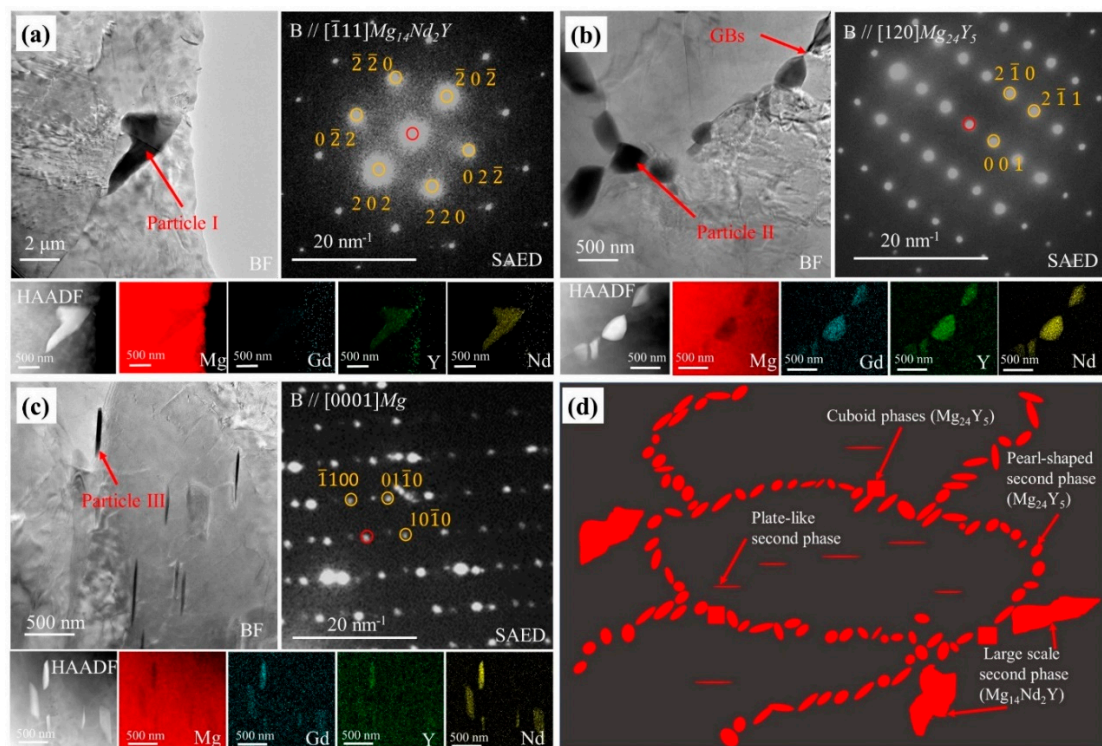 (a)
B // [1̄11]Mg₁₄Nd₂Y
2̄ 2̄ 0
2̄ 0 2̄
0 2̄ 2
0 2 2̄
2 0 2
2 2 0
Particle I
2 μm
BF
20 nm⁻¹
SAED
HAADF
500 nm
500 nm
Mg
500 nm
Gd
500 nm
Y
500 nm
Nd
(b)
GBs
B // [120]Mg₂₄Y₅
2 1̄ 0
2 1̄ 1
0 0 1
Particle II
500 nm
BF
20 nm⁻¹
SAED
HAADF
500 nm
500 nm
Mg
500 nm
Gd
500 nm
Y
500 nm
Nd
(c)
B // [0001]Mg
1̄100
011̄0
101̄0
Particle III
500 nm
BF
20 nm⁻¹
SAED
HAADF
500 nm
500 nm
Mg
500 nm
Gd
500 nm
Y
500 nm
Nd
(d)
Cuboid phases (Mg₂₄Y₅)
Pearl-shaped
second phase
(Mg₂₄Y₅)
Plate-like
second phase
Large scale
second phase
(Mg₁₄Nd₂Y)